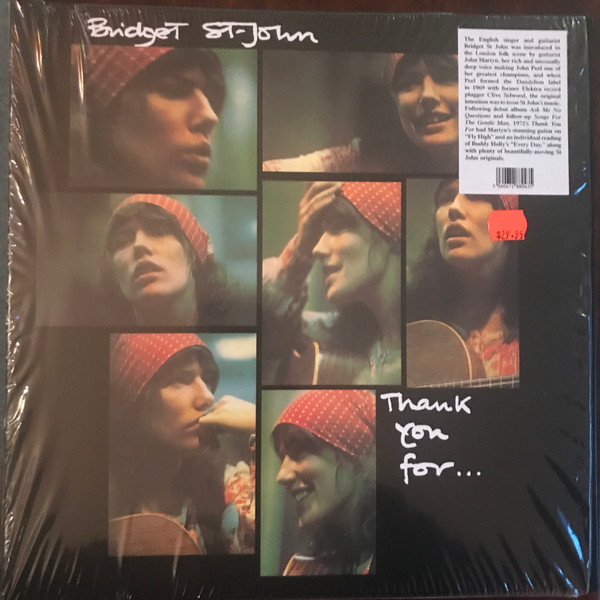 Bridget St-John
The English singer and guitarist
Bridget St John was introduced to
the London folk scene by guitarist
John Martyn, her rich and unusually
deep voice making John Peel one of
her greatest champions, and when
Peel formed the Dandelion label
in 1969 with former Elektra record
plugger Clive Selwood, the original
intention was to issue St John's music.
Following debut album Ask Me No
Questions and follow-up Songs For
The Gentle Man, 1972's Thank You
For had Martyn's stunning guitar on
"Fly High" and an individual reading
of Buddy Holly's "Every Day," along
with plenty of beautifully-moving St
John originals.
$29.95
Thank
you
for...